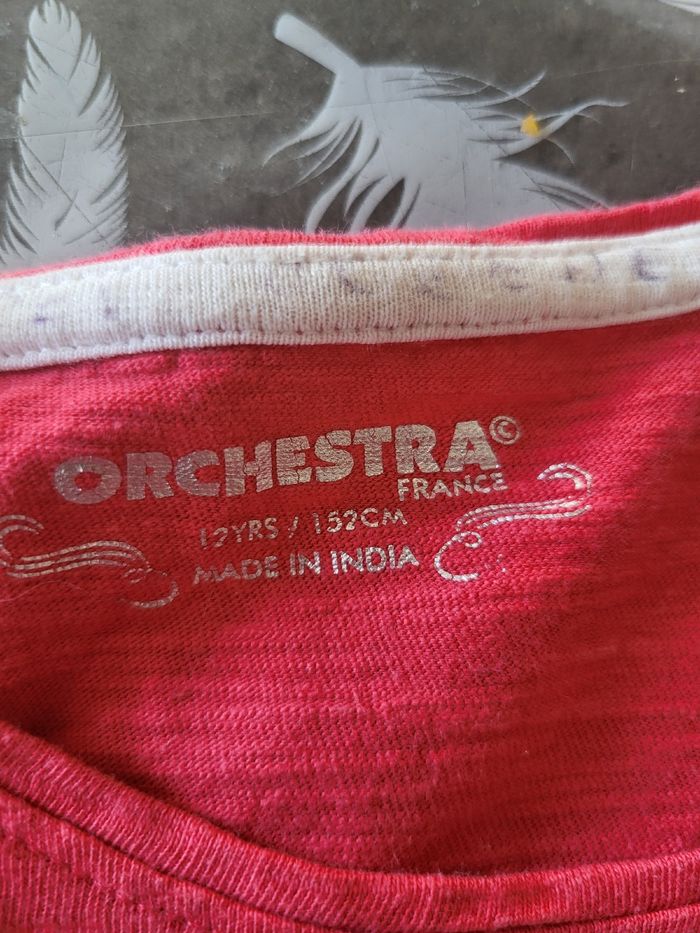 ORCHESTRA©
FRANCE
12YRS / 152CM
MADE IN INDIA